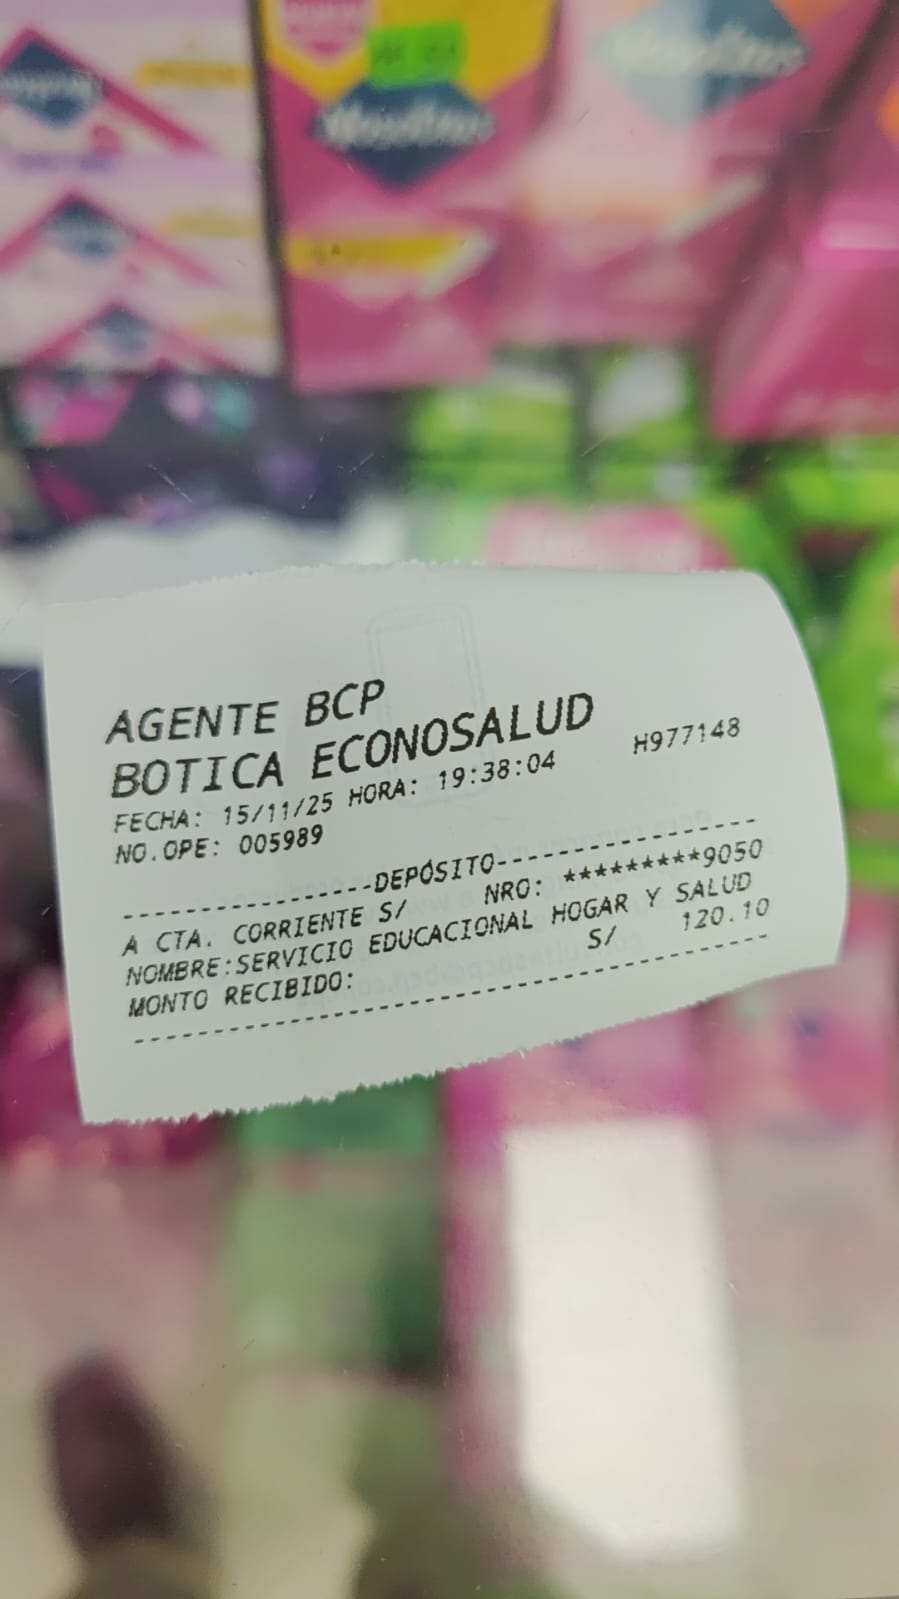 AGENTE BCP
BOTICA ECONOSALUD
FECHA: 15/11/25 HORA: 19:38:04 H977148
NO.OPE: 005989
----------------DEPÓSITO-----------------
A CTA. CORRIENTE S/ NRO: *********9050
NOMBRE:SERVICIO EDUCACIONAL HOGAR Y SALUD
MONTO RECIBIDO: S/ 120.10
-----------------------------------------